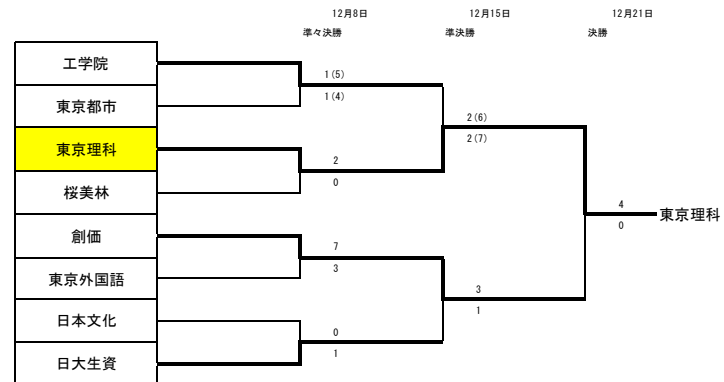 12月8日
12月15日
12月21日
準々決勝
準決勝
決勝
工学院
東京都市
東京理科
桜美林
創価
東京外国語
日本文化
日大生資
1(5)
1(4)
2
0
7
3
0
1
2(6)
2(7)
3
1
4
0
東京理科